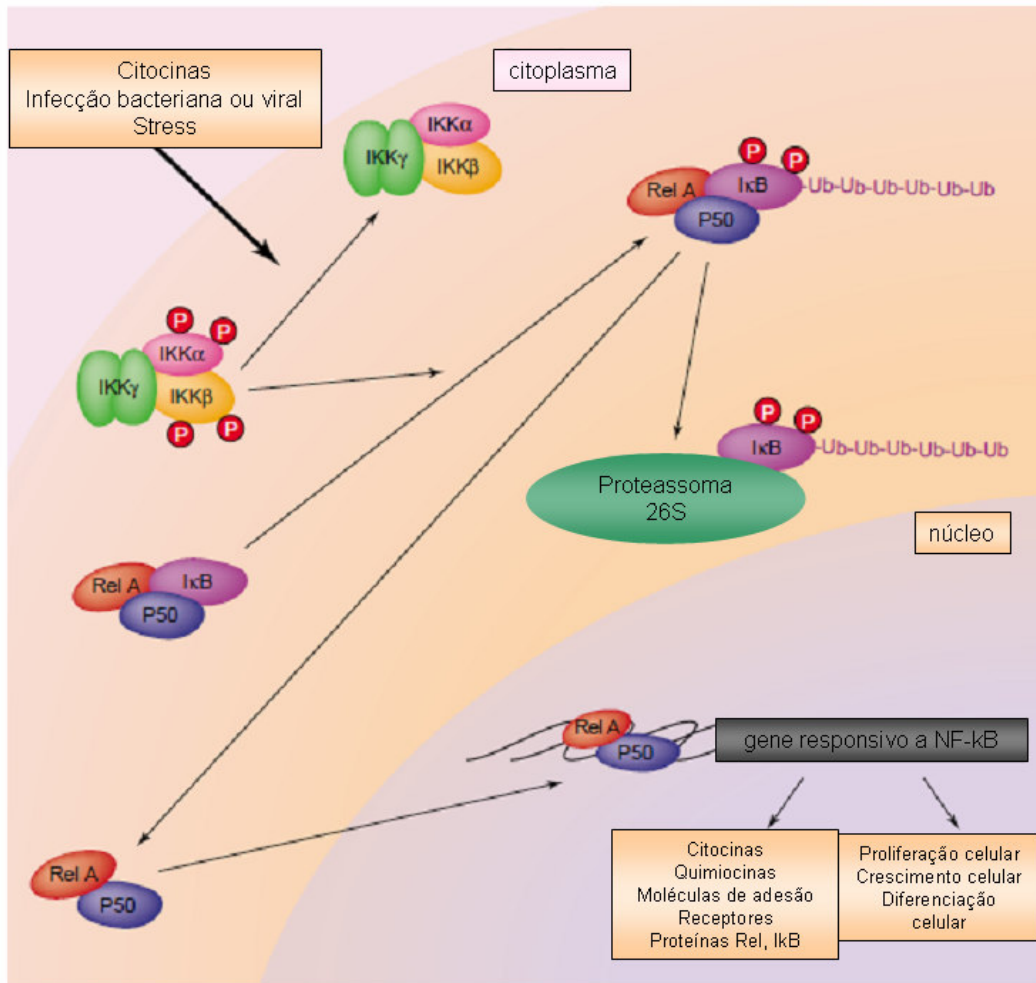 Citocinas
Infecção bacteriana ou viral
Stress
citoplasma
IKKγ
IKKα
IKKβ
P P
Rel A
IκB
-Ub-Ub-Ub-Ub-Ub-Ub
P50
P P
IKKα
IKKγ
IKKβ
P P
P P
IκB
-Ub-Ub-Ub-Ub-Ub-Ub
Proteassoma
26S
núcleo
Rel A
IκB
P50
Rel A
P50
gene responsivo a NF-kB
Rel A
P50
Citocinas
Quimiocinas
Moléculas de adesão
Receptores
Proteínas Rel, IkB
Proliferação celular
Crescimento celular
Diferenciação
celular